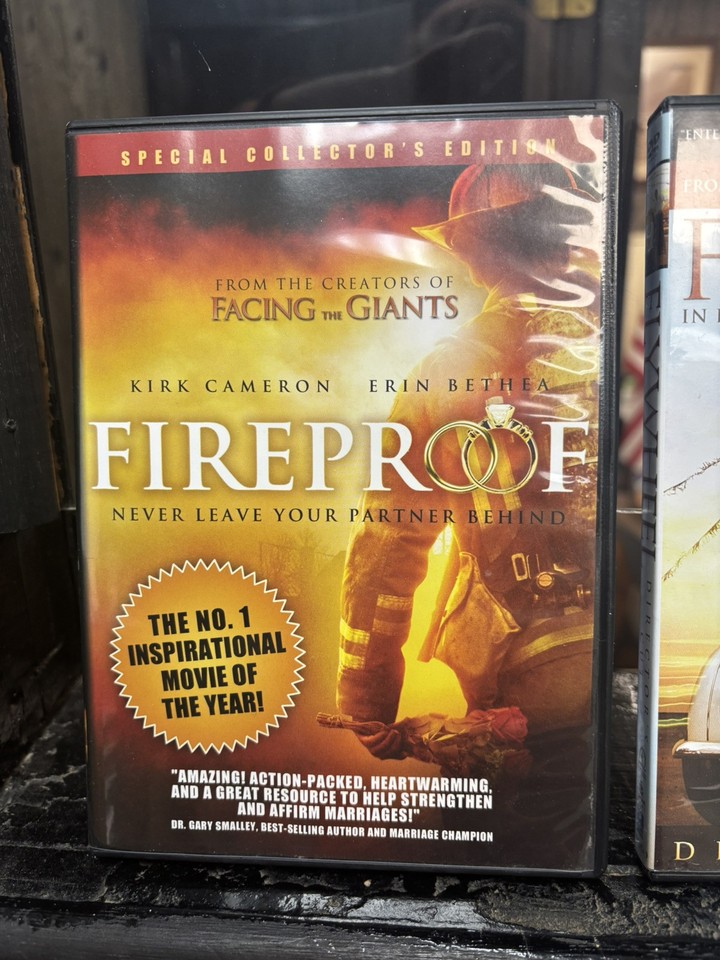 SPECIAL COLLECTOR'S EDITION
FROM THE CREATORS OF
FACING THE GIANTS
KIRK CAMERON ERIN BETHEA
FIREPROOF
NEVER LEAVE YOUR PARTNER BEHIND
THE NO. 1
INSPIRATIONAL
MOVIE OF
THE YEAR!
"AMAZING! ACTION-PACKED, HEARTWARMING,
AND A GREAT RESOURCE TO HELP STRENGTHEN
AND AFFIRM MARRIAGES!"
DR. GARY SMALLEY, BEST-SELLING AUTHOR AND MARRIAGE CHAMPION
FLYWHEEL